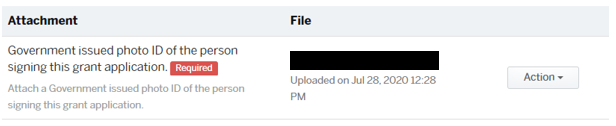 Attachment
File
Government issued photo ID of the person
signing this grant application. Required
Attach a Government issued photo ID of the person
signing this grant application.
Uploaded on Jul 28, 2020 12:28
PM
Action